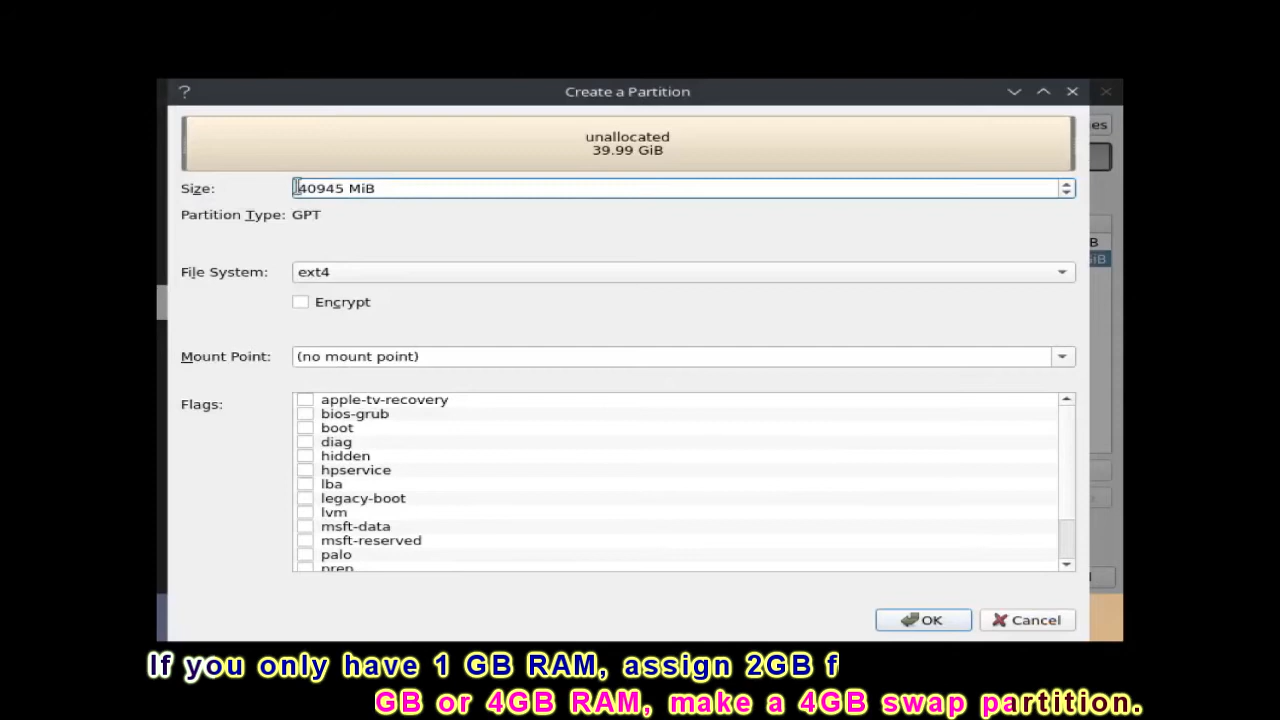 ? Create a Partition
es
unallocated
39.99 GiB
Size: 40945 MiB
Partition Type: GPT
B
iB
File System: ext4
Encrypt
Mount Point: (no mount point)
Flags:
apple-tv-recovery
bios-grub
boot
diag
hidden
hpservice
lba
legacy-boot
lvm
msft-data
msft-reserved
palo
prep
OK Cancel
If you only have 1 GB RAM, assign 2GB f
GB or 4GB RAM, make a 4GB swap partition.